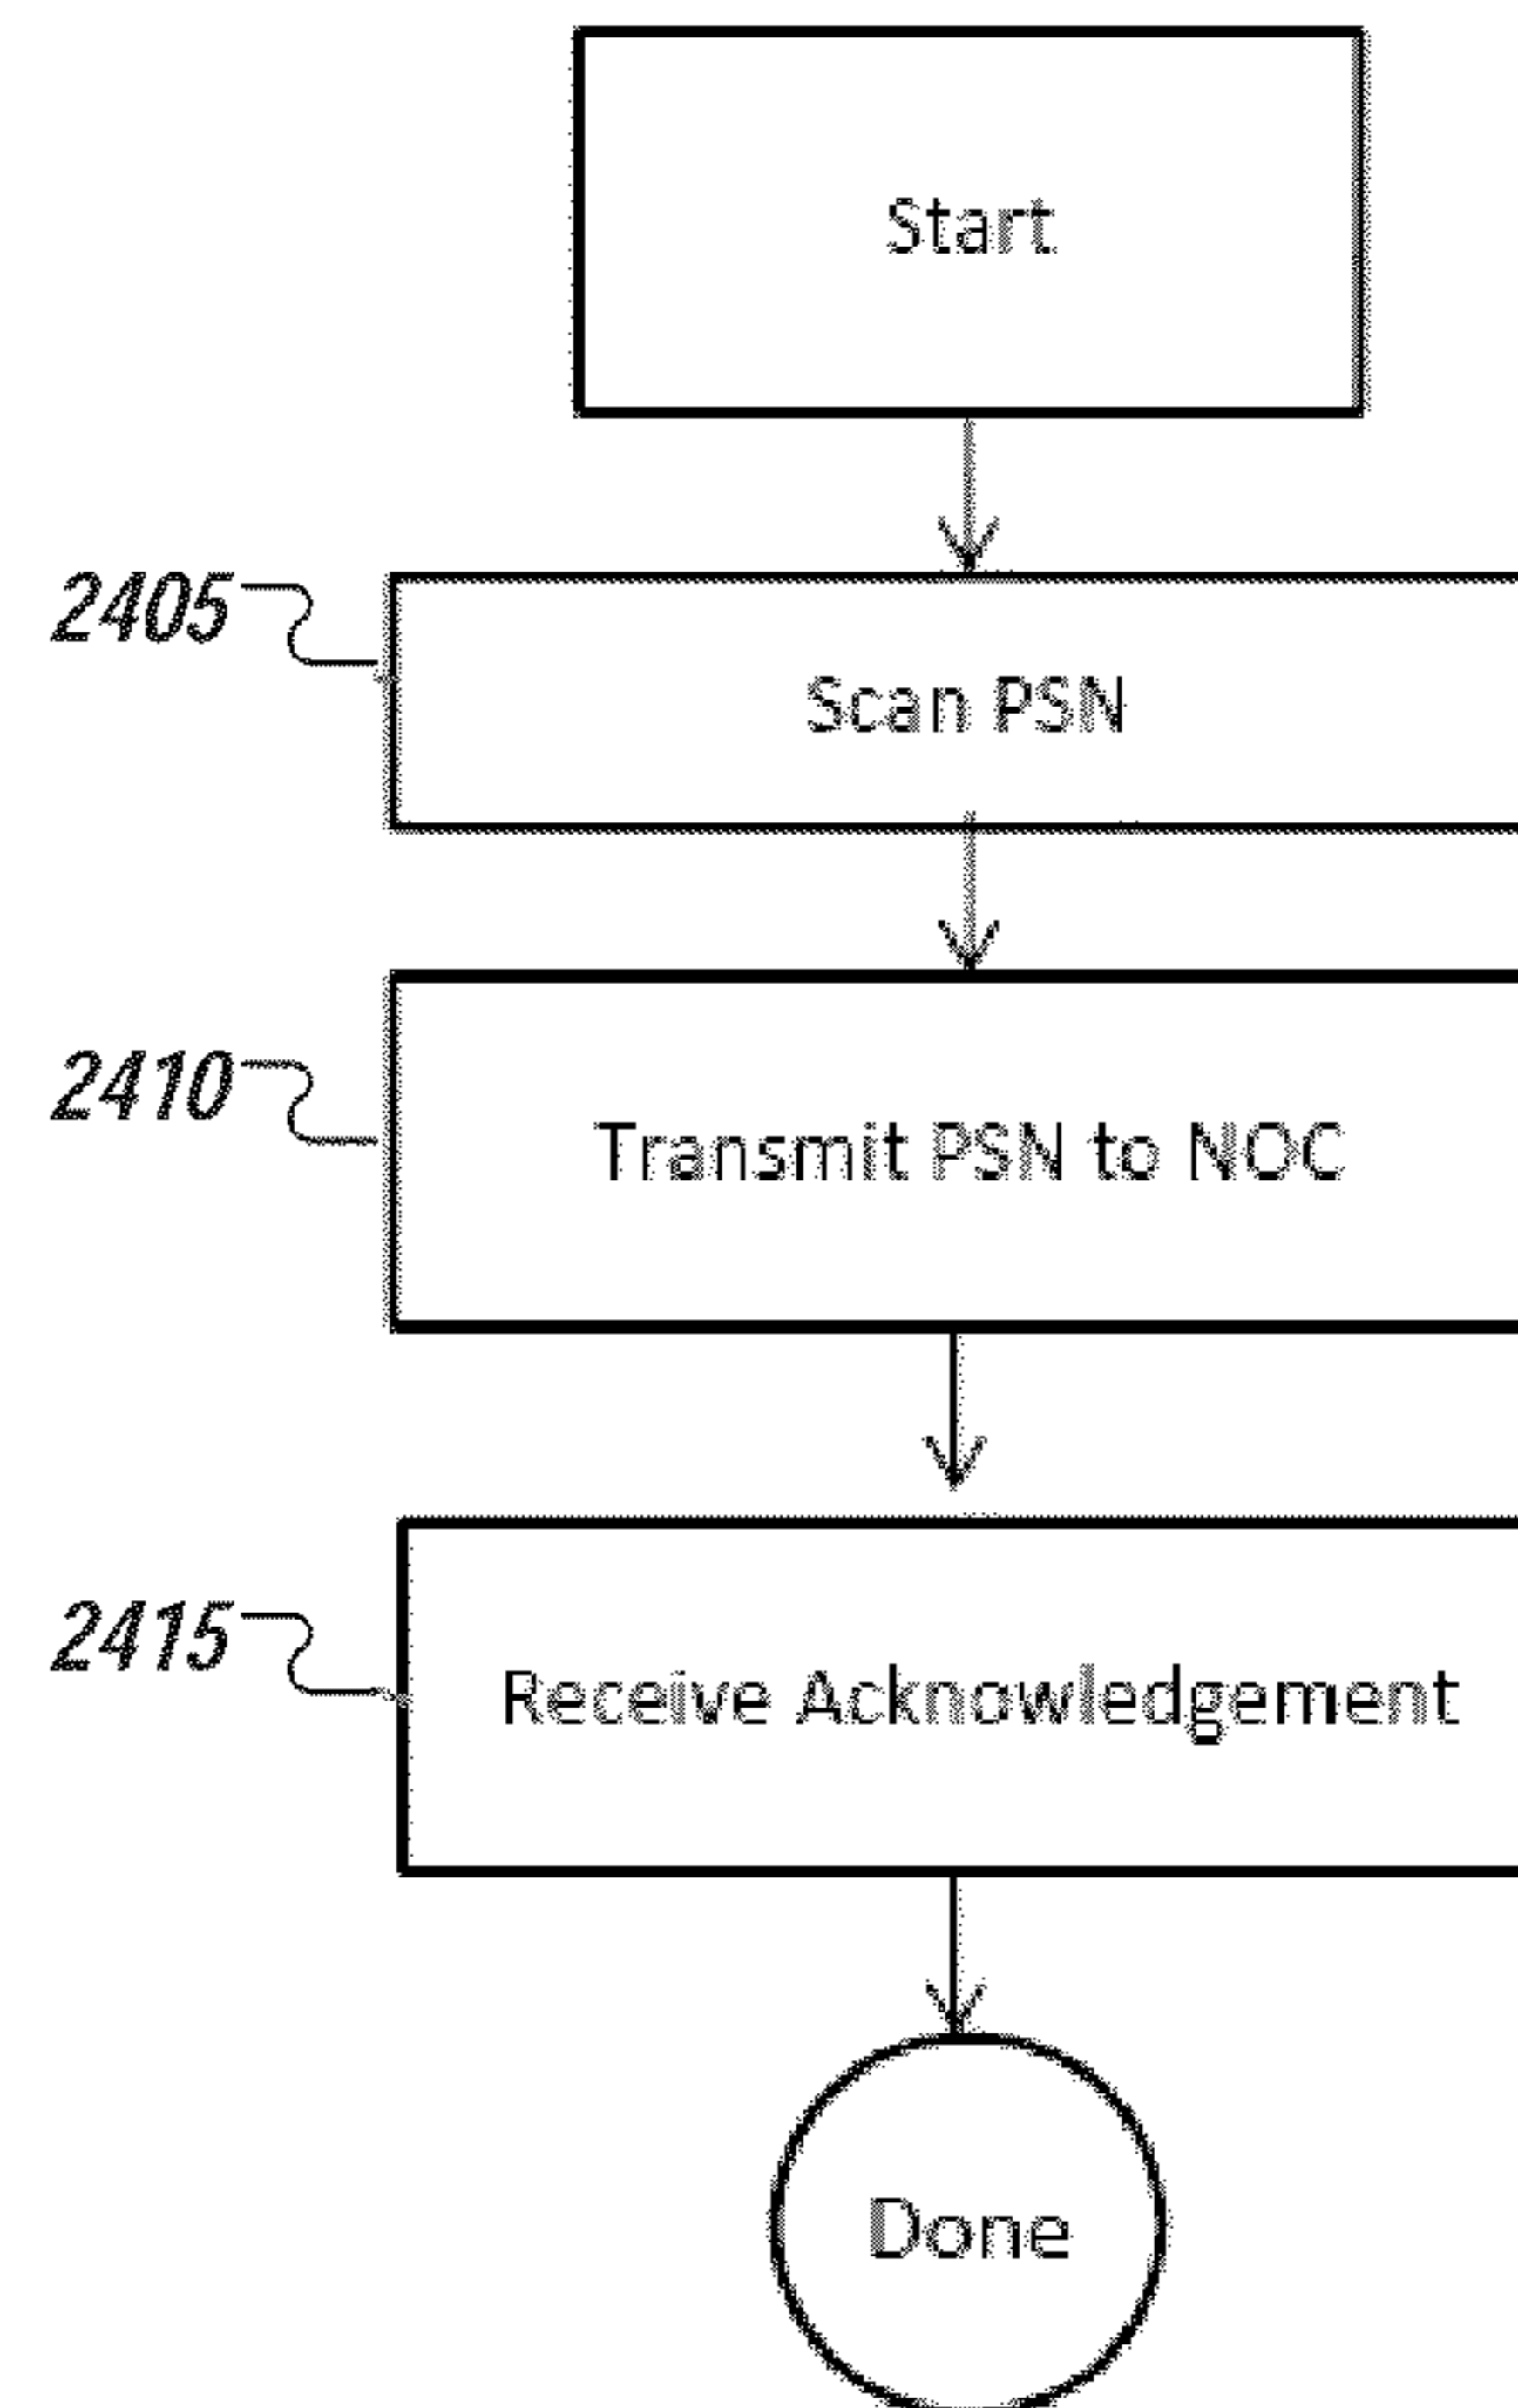 Start
2405
Scan PSN
2410
Transmit PSN to NOC
2415
Receive Acknowledgement
Done